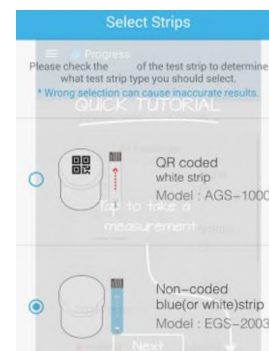 Select Strips
Progress
Please check the of the test strip to determine
what test strip type you should select.
* Wrong selection can cause inaccurate results.
QUICK TUTORIAL
QR coded
white strip
Model : AGS-1000
Tap to take a
measurement
Non-coded
blue(or white)strip
Model : EGS-2003
Next